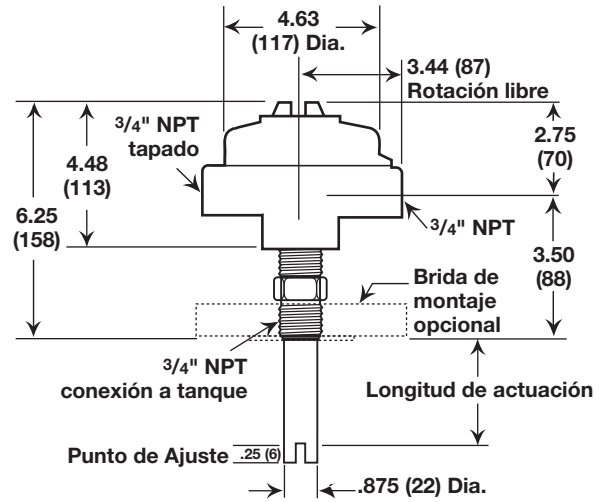 4.63
(117) Dia.
3.44 (87)
Rotación libre
3/4" NPT
tapado
2.75
(70)
4.48
(113)
6.25
(158)
3/4" NPT
3.50
(88)
Brida de
montaje
opcional
3/4" NPT
conexión a tanque
Longitud de actuación
Punto de Ajuste .25 (6)
.875 (22) Dia.